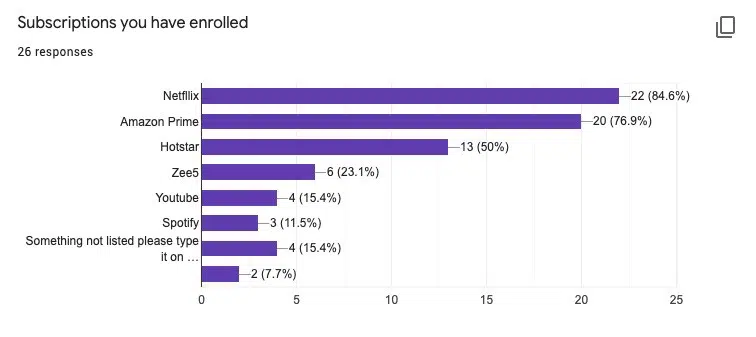 Subscriptions you have enrolled
26 responses
Netfllix
22 (84.6%)
Amazon Prime
20 (76.9%)
Hotstar
13 (50%)
Zee5
6 (23.1%)
Youtube
4 (15.4%)
Spotify
3 (11.5%)
Something not listed please type
it on …
4 (15.4%)
2 (7.7%)
0 5 10 15 20 25